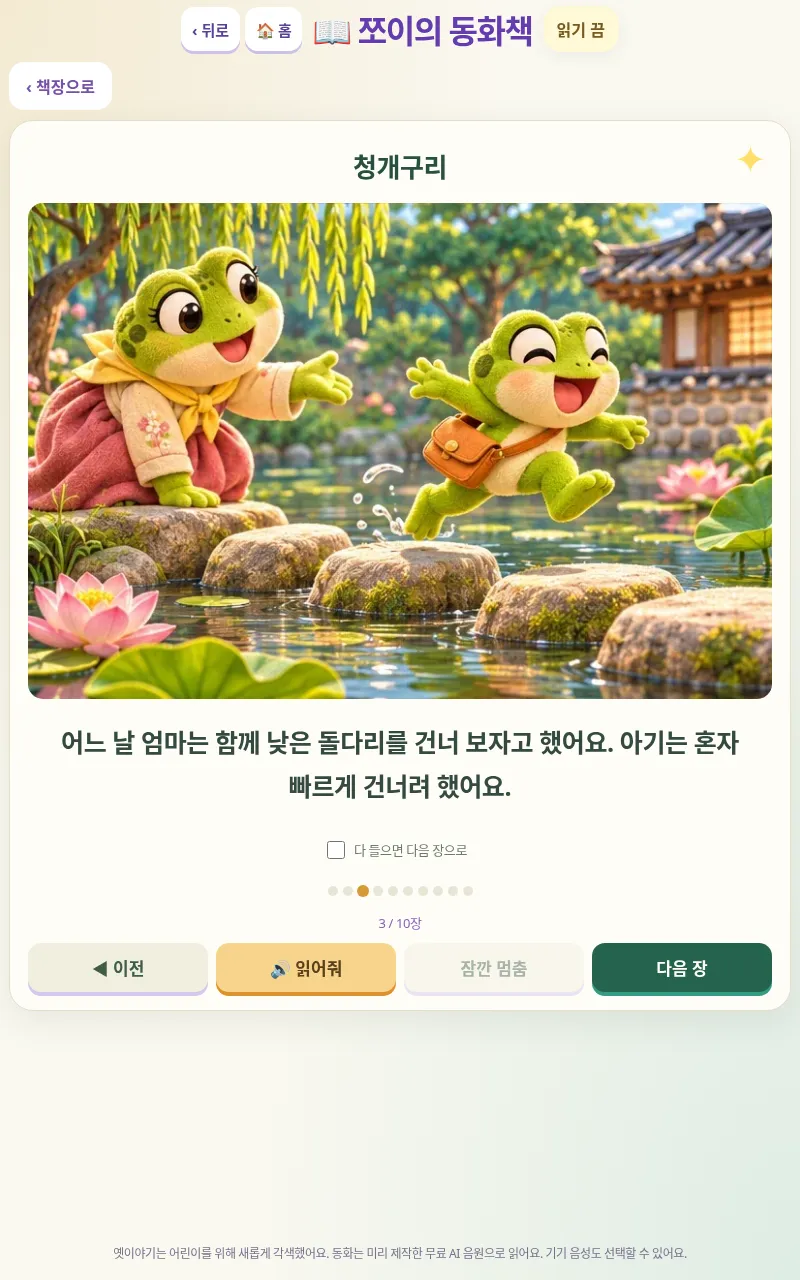 ‹ 뒤로
🏠 홈
📖 쪼이의 동화책
읽기 끝
‹ 책장으로
청개구리
어느 날 엄마는 함께 낮은 돌다리를 건너 보자고 했어요. 아기는 혼자
빠르게 건너려 했어요.
다 들으면 다음 장으로
3 / 10장
◀ 이전
🔊 읽어줘
잠깐 멈춤
다음 장
옛이야기는 어린이를 위해 새롭게 각색했어요. 동화는 미리 제작한 무료 AI 음원으로 읽어요. 기기 음성도 선택할 수 있어요.